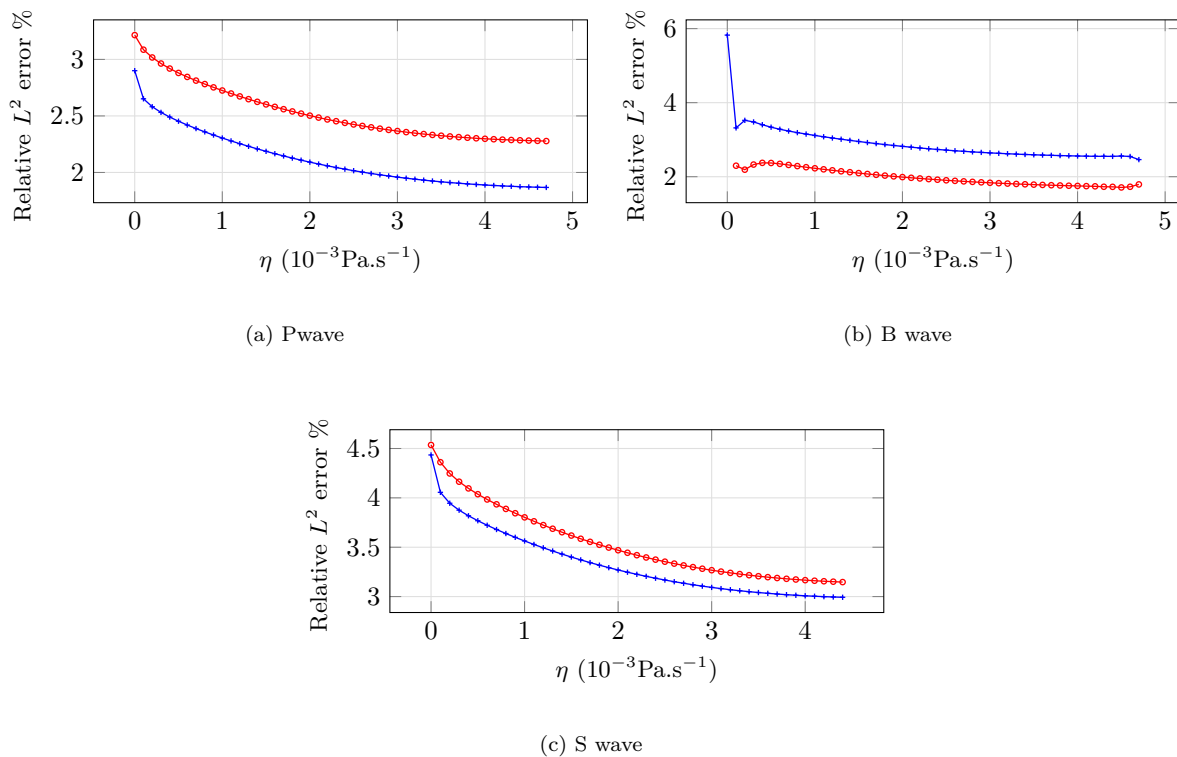 Relative L² error %
3
2.5
2
0 1 2 3 4 5
η (10⁻³Pa.s⁻¹)
(a) Pwave
Relative L² error %
6
4
2
0 1 2 3 4 5
η (10⁻³Pa.s⁻¹)
(b) B wave
Relative L² error %
4.5
4
3.5
3
0 1 2 3 4
η (10⁻³Pa.s⁻¹)
(c) S wave